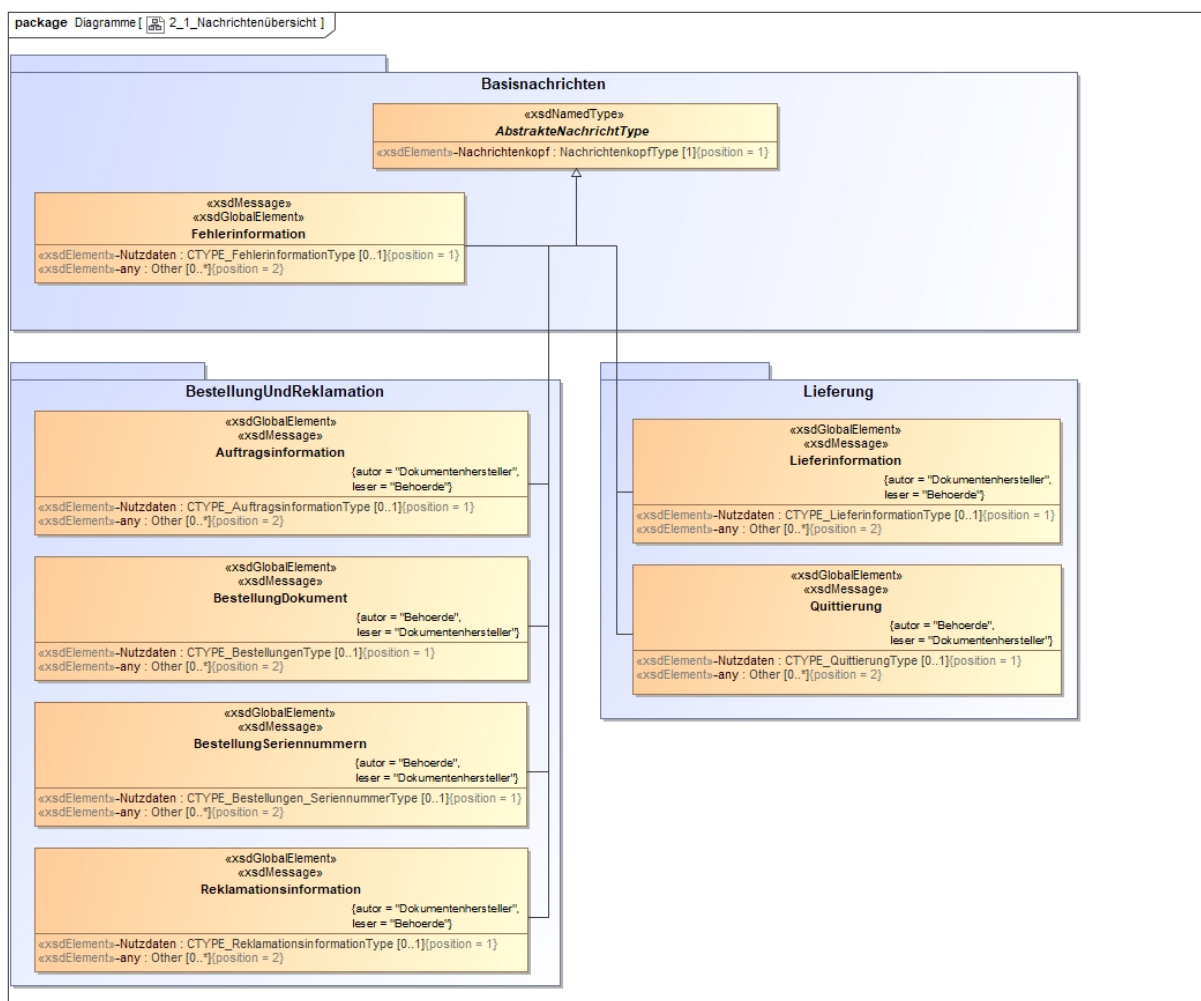 package Diagramme [ 2_1_Nachrichtenübersicht ]
Basisnachrichten
«xsdNamedType»
AbstrakteNachrichtType
«xsdElement»-Nachrichtenkopf : NachrichtenkopfType [1]{position = 1}
«xsdMessage»
«xsdGlobalElement»
Fehlerinformation
«xsdElement»-Nutzdaten : CTYPE_FehlerinformationType [0..1]{position = 1}
«xsdElement»-any : Other [0..*]{position = 2}
BestellungUndReklamation
«xsdGlobalElement»
«xsdMessage»
Auftragsinformation
{autor = "Dokumentenhersteller",
leser = "Behoerde"}
«xsdElement»-Nutzdaten : CTYPE_AuftragsinformationType [0..1]{position = 1}
«xsdElement»-any : Other [0..*]{position = 2}
«xsdGlobalElement»
«xsdMessage»
BestellungDokument
{autor = "Behoerde",
leser = "Dokumentenhersteller"}
«xsdElement»-Nutzdaten : CTYPE_BestellungenType [0..1]{position = 1}
«xsdElement»-any : Other [0..*]{position = 2}
«xsdGlobalElement»
«xsdMessage»
BestellungSeriennummern
{autor = "Behoerde",
leser = "Dokumentenhersteller"}
«xsdElement»-Nutzdaten : CTYPE_Bestellungen_SeriennummerType [0..1]{position = 1}
«xsdElement»-any : Other [0..*]{position = 2}
«xsdGlobalElement»
«xsdMessage»
Reklamationsinformation
{autor = "Dokumentenhersteller",
leser = "Behoerde"}
«xsdElement»-Nutzdaten : CTYPE_ReklamationsinformationType [0..1]{position = 1}
«xsdElement»-any : Other [0..*]{position = 2}
Lieferung
«xsdGlobalElement»
«xsdMessage»
Lieferinformation
{autor = "Dokumentenhersteller",
leser = "Behoerde"}
«xsdElement»-Nutzdaten : CTYPE_LieferinformationType [0..1]{position = 1}
«xsdElement»-any : Other [0..*]{position = 2}
«xsdGlobalElement»
«xsdMessage»
Quittierung
{autor = "Behoerde",
leser = "Dokumentenhersteller"}
«xsdElement»-Nutzdaten : CTYPE_QuittierungType [0..1]{position = 1}
«xsdElement»-any : Other [0..*]{position = 2}